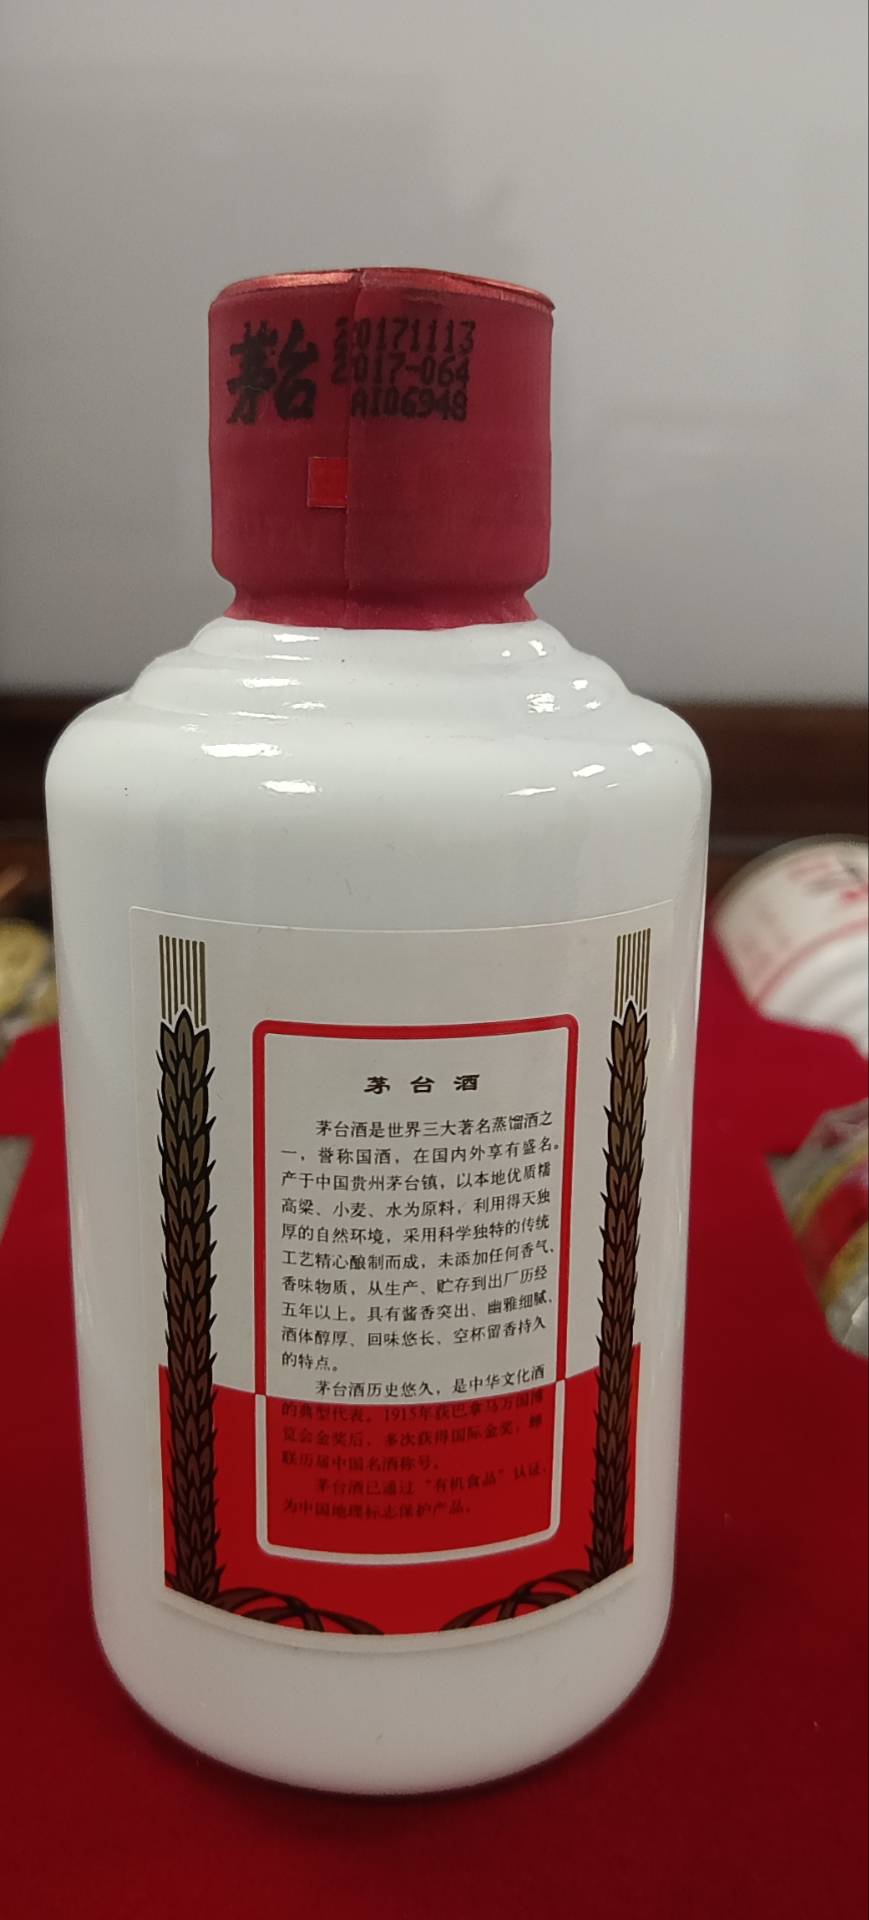 茅台
20171113
2017-064
AI06948
茅台酒
茅台酒是世界三大著名蒸馏酒之
一，誉称国酒，在国内外享有盛名。
产于中国贵州茅台镇，以本地优质糯
高粱、小麦、水为原料，利用得天独
厚的自然环境，采用科学独特的传统
工艺精心酿制而成，未添加任何香气、
香味物质，从生产、贮存到出厂历经
五年以上。具有酱香突出、幽雅细腻、
酒体醇厚、回味悠长、空杯留香持久
的特点。
茅台酒历史悠久，是中华文化酒
的典型代表。1915年获巴拿马万国博
览会金奖后，多次获得国际金奖，蝉
联历届中国名酒称号。
茅台酒已通过“有机食品”认证，
为中国地理标志保护产品。